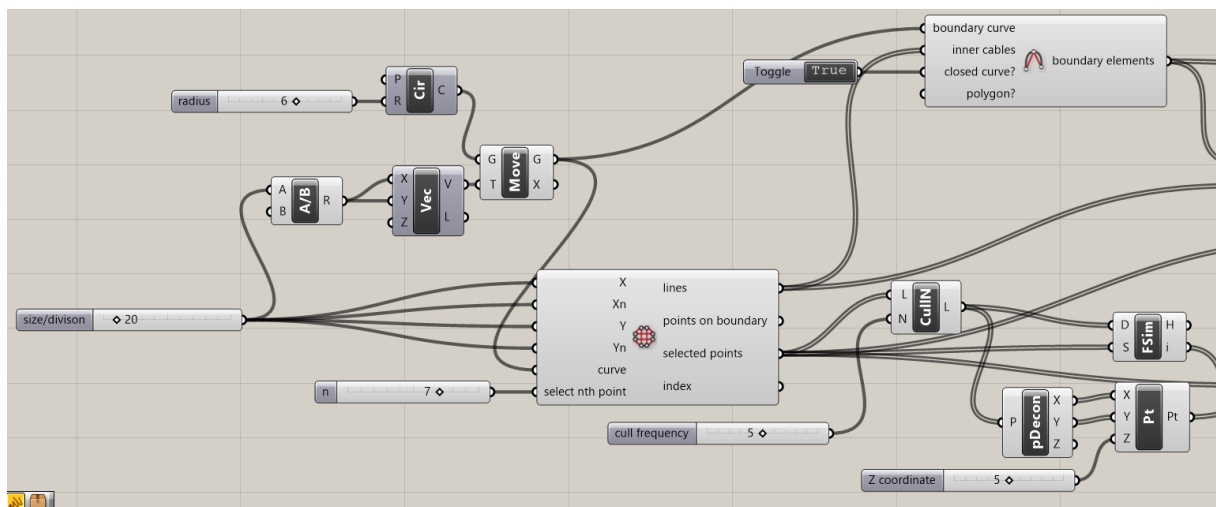 boundary curve
inner cables
boundary elements
closed curve?
polygon?
Toggle True
radius 6
P
R
Cir
C
G
T
Move
G
X
A
B
A/B
R
X
Y
Z
Vec
V
L
size/divison 20
X
Xn
Y
Yn
curve
select nth point
lines
points on boundary
selected points
index
n 7
L
N
CullN
L
cull frequency 5
D
S
FSim
H
i
P
pDecon
X
Y
Z
X
Y
Z
Pt
Pt
Z coordinate 5